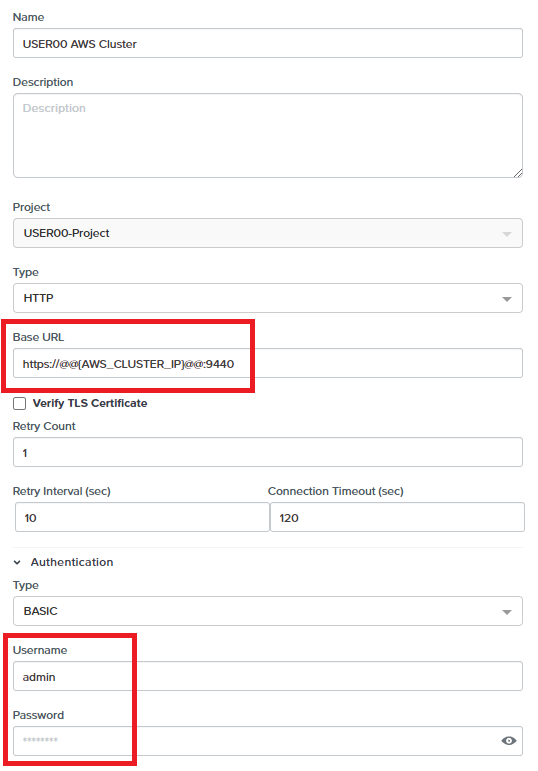 Name
USER00 AWS Cluster
Description
Description
Project
USER00-Project
Type
HTTP
Base URL
https://@@{AWS_CLUSTER_IP}@@:9440
Verify TLS Certificate
Retry Count
1
Retry Interval (sec) Connection Timeout (sec)
10 120
Authentication
Type
BASIC
Username
admin
Password
********